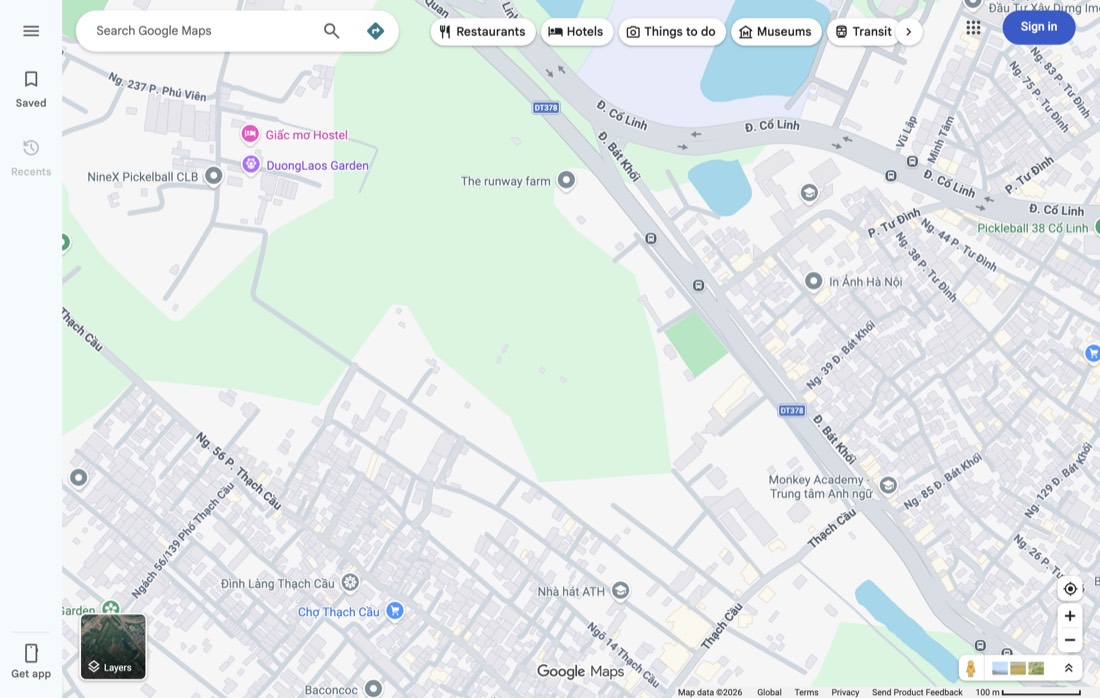 Search Google Maps
Restaurants
Hotels
Things to do
Museums
Transit
Sign in
Saved
Recents
Get app
Layers
Quan
Linh
Đầu Tư Xây Dựng Imc
Ng. 237 P. Phú Viên
DT378
Đ. Cổ Linh
Đ. Cổ Linh
Vũ Lập
Minh Tâm
Ng. 75 P. Tư Đình
Ng. 83 P. Tư Đình
Giấc mơ Hostel
DuongLaos Garden
NineX Pickelball CLB
The runway farm
Đ. Bát Khối
P. Tư Đình
Đ. Cổ Linh
Đ. Cổ Linh
Pickleball 38 Cổ Linh
P. Tư Đình
Ng. 44 P. Tư Đình
Ng. 38 P. Tư Đình
In Ảnh Hà Nội
Thạch Cầu
Ng. 39 Đ. Bát Khối
DT378
Đ. Bát Khối
Ng. 56 P. Thạch Cầu
Monkey Academy -
Trung tâm Anh ngữ
Ng. 85 Đ. Bát Khối
Ng. 129 Đ. Bát Khối
Ngách 56/139 Phố Thạch Cầu
Thạch Cầu
Ng. 26 P.
Đình Làng Thạch Cầu
Chợ Thạch Cầu
Garden
Nhà hát ATH
Thạch Cầu
Ngõ 14 Thạch Cầu
Baconcoc
Google Maps
Map data ©2026
Global
Terms
Privacy
Send Product Feedback
100 m